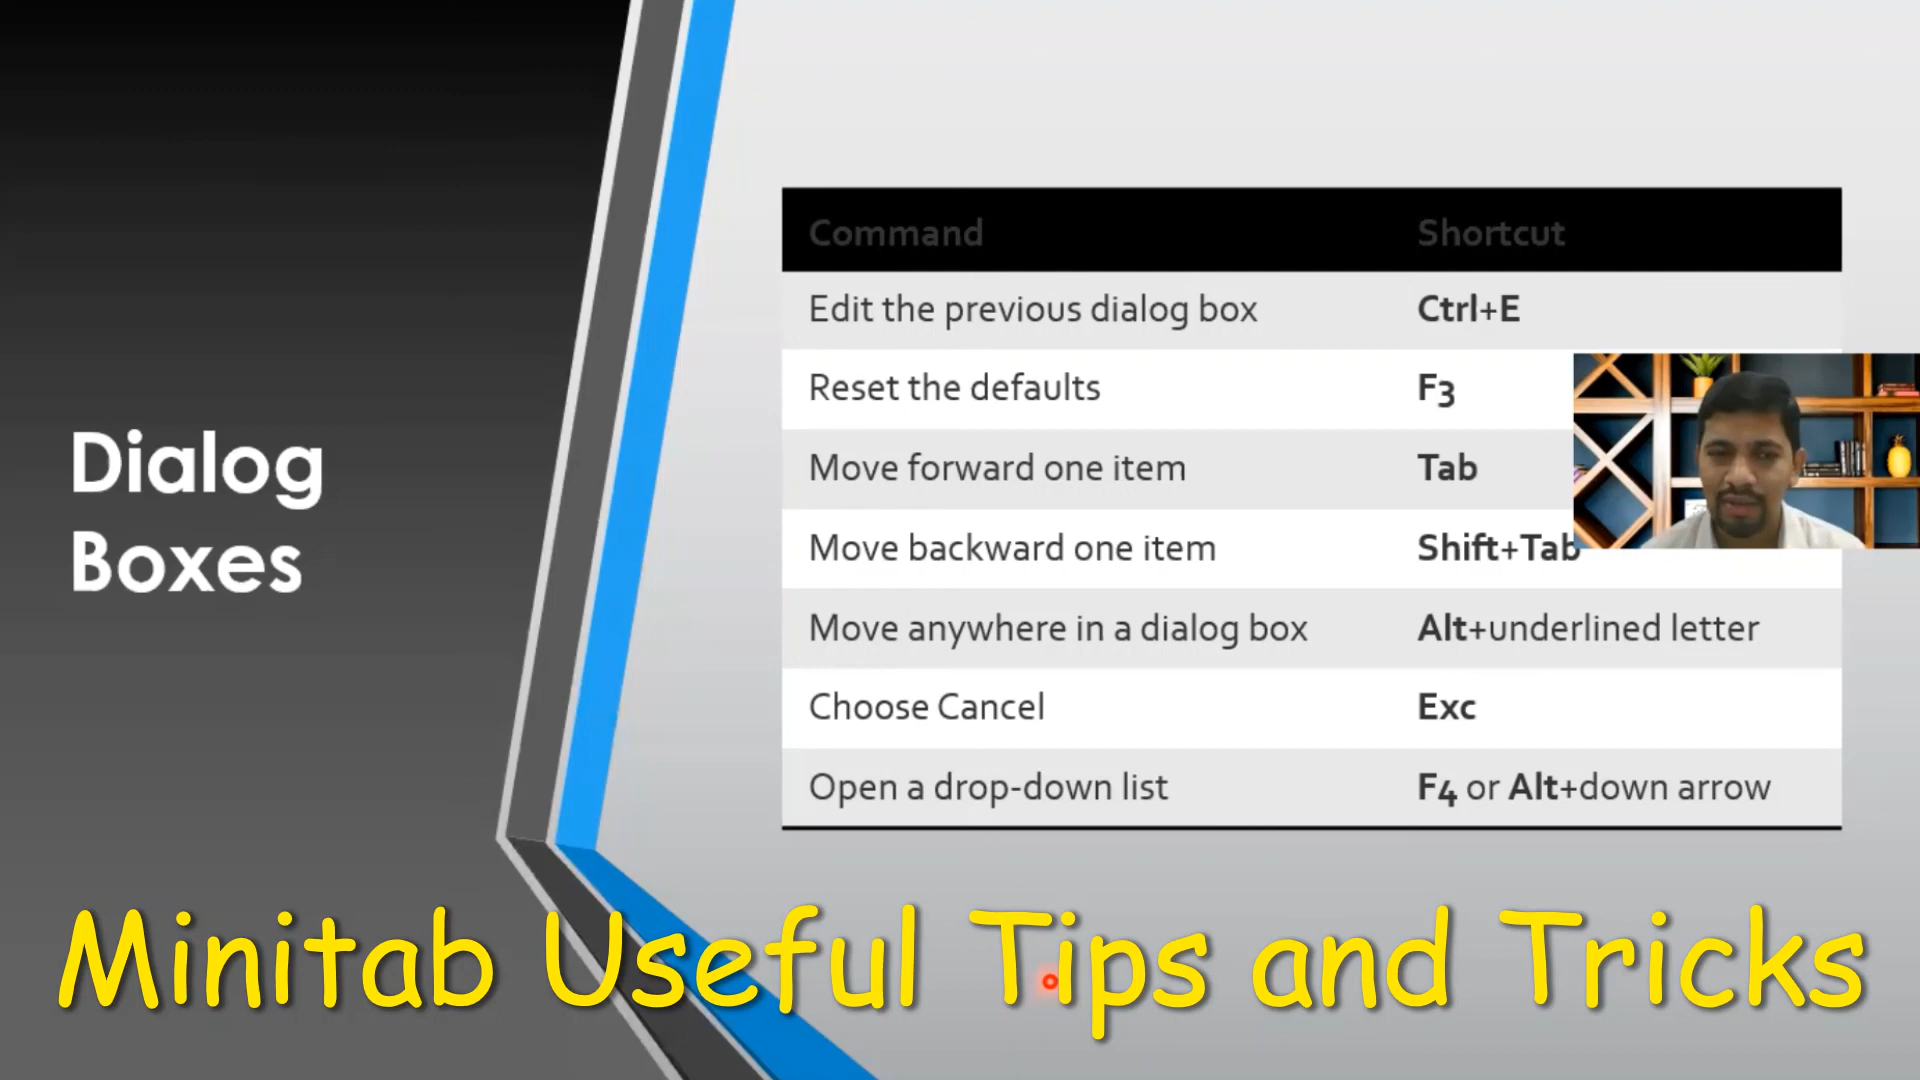 Dialog
Boxes
Command Shortcut
Edit the previous dialog box Ctrl+E
Reset the defaults F3
Move forward one item Tab
Move backward one item Shift+Tab
Move anywhere in a dialog box Alt+underlined letter
Choose Cancel Exc
Open a drop-down list F4 or Alt+down arrow
Minitab Useful Tips and Tricks